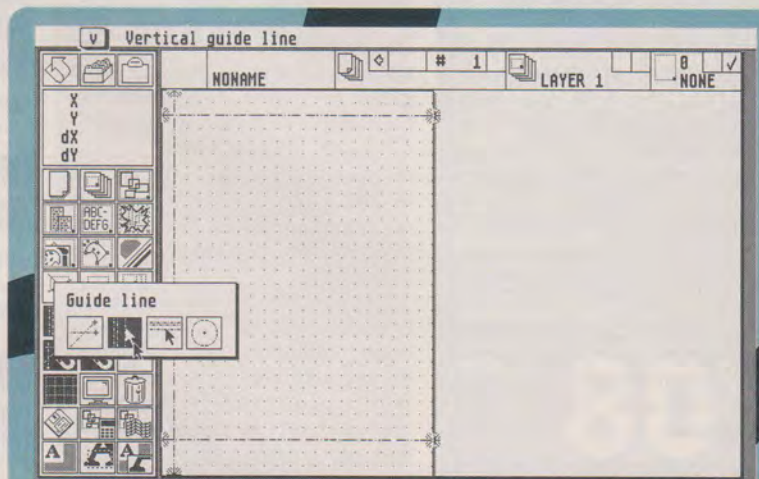 V Vertical guide line
NONAME
# 1
LAYER 1
0
NONE
X
Y
dX
dY
ABC-
DEFG
Guide line
A
A
A